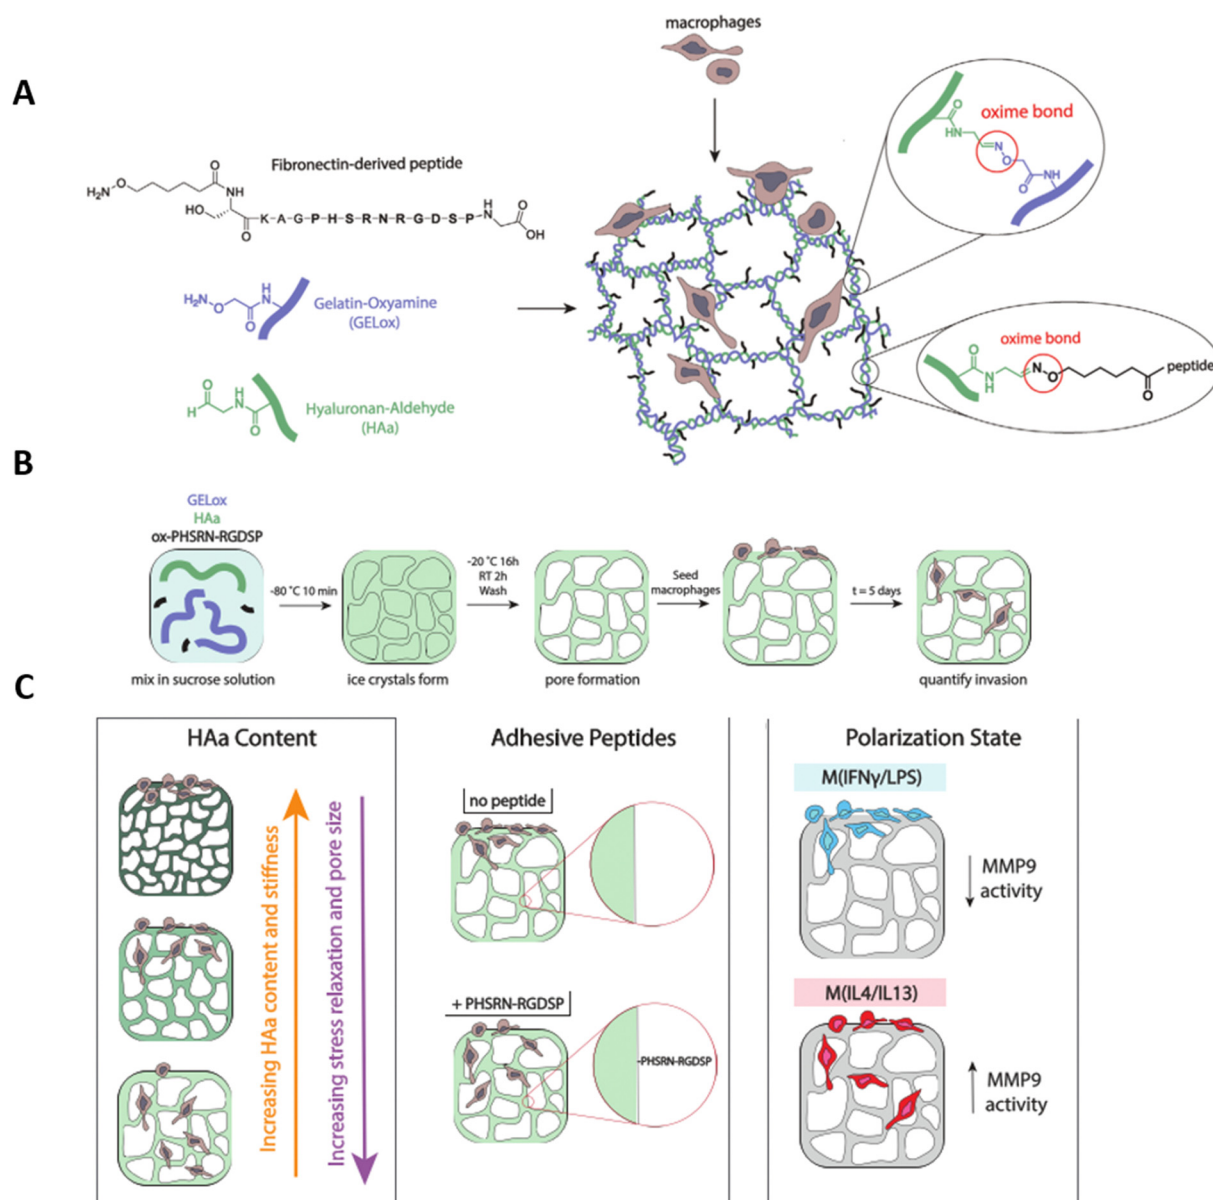 macrophages
A
oxime bond
O
HN
N
O
O
NH
Fibronectin-derived peptide
H₂N
O
O
NH
HO
O
K A G P H S R N R G D S P
H
N
O
OH
H₂N
O
H
N
O
Gelatin-Oxyamine
(GELox)
oxime bond
O
N
H
N
O
O
peptide
H
O
H
N
O
Hyaluronan-Aldehyde
(HAa)
B
GELox
HAa
ox-PHSRN-RGDSP
-80 ˚C 10 min
-20 ˚C 16h
RT 2h
Wash
Seed
macrophages
t = 5 days
mix in sucrose solution
ice crystals form
pore formation
quantify invasion
C
HAa Content
Increasing HAa content and stiffness
Increasing stress relaxation and pore size
Adhesive Peptides
no peptide
+ PHSRN-RGDSP
-PHSRN-RGDSP
Polarization State
M(IFNγ/LPS)
MMP9
activity
M(IL4/IL13)
MMP9
activity